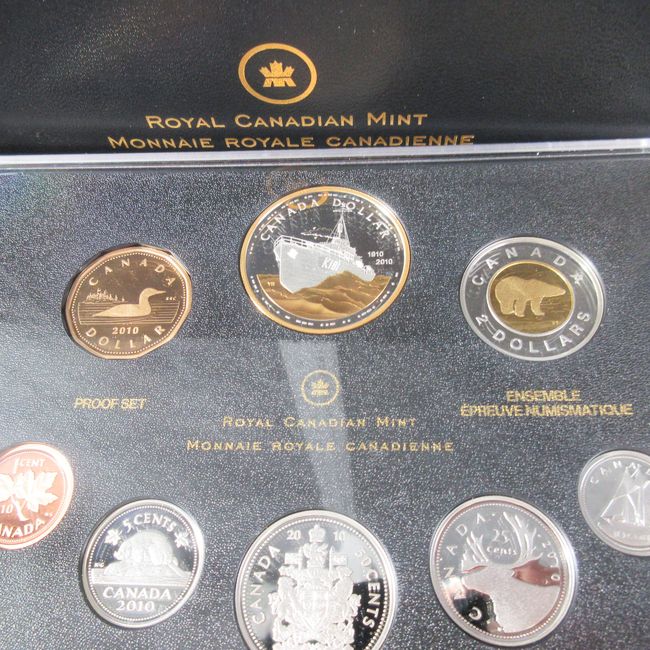 ROYAL CANADIAN MINT
MONNAIE ROYALE CANADIENNE
CANADA DOLLAR
1910
2010
CANADA
2010
DOLLAR
CANADA
2 DOLLARS
PROOF SET
ENSEMBLE
ÉPREUVE NUMISMATIQUE
ROYAL CANADIAN MINT
MONNAIE ROYALE CANADIENNE
CENT
CANADA
5 CENTS
CANADA
2010
2010
CANADA
50 CENTS
CANADA
25
cents
CANADA